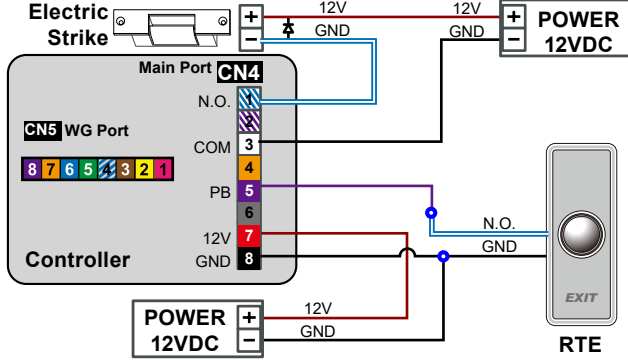 Electric
Strike
+
−
12V
GND
12V
GND
+
−
POWER
12VDC
Main Port CN4
N.O.
1
2
COM
3
4
PB
5
6
12V
7
GND
8
CN5 WG Port
8 7 6 5 4 3 2 1
Controller
N.O.
GND
EXIT
RTE
POWER
12VDC
+
−
12V
GND